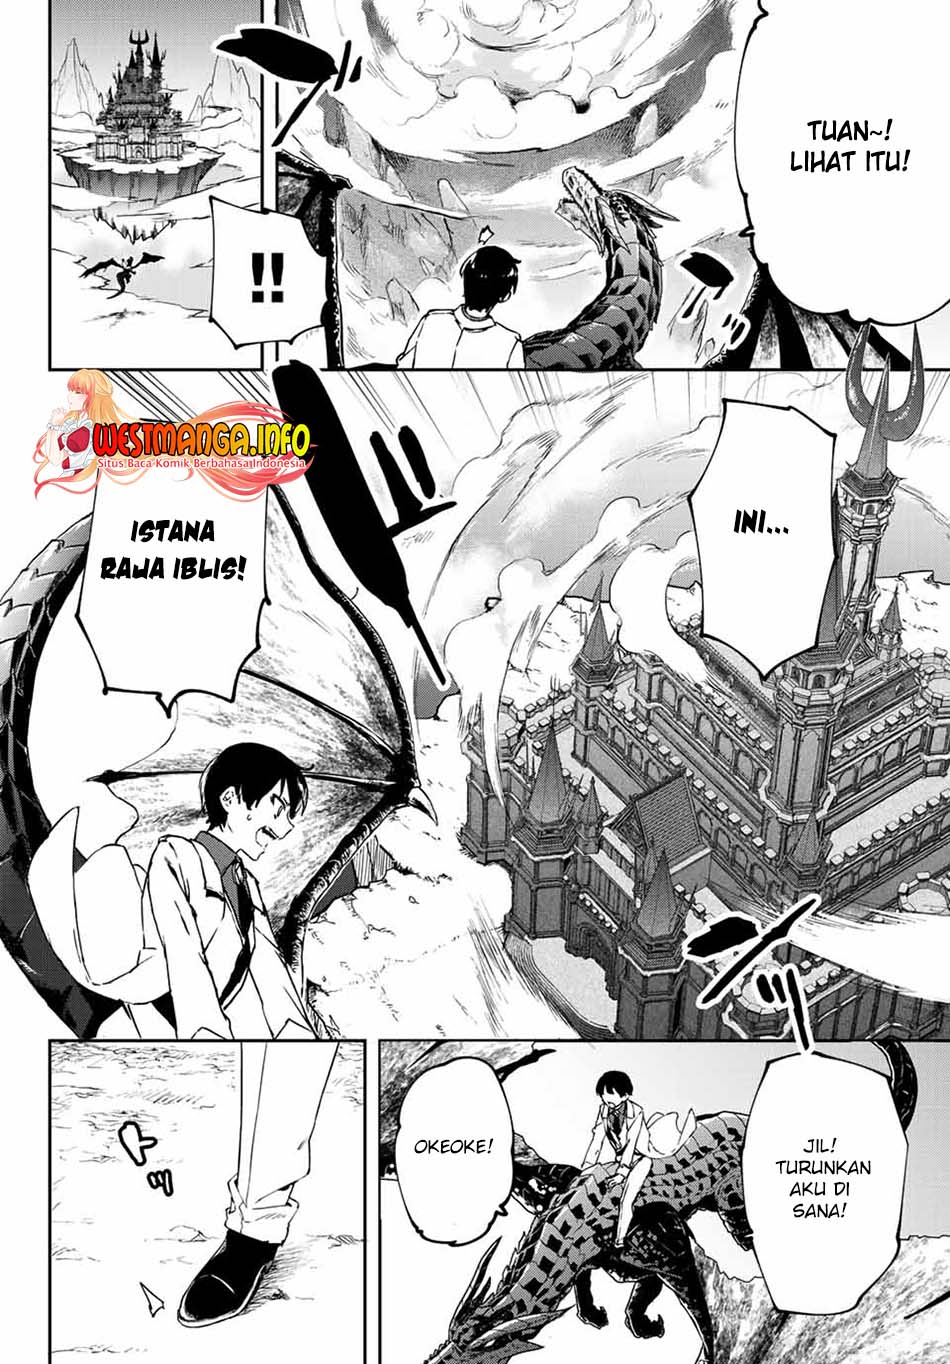 TUAN~!
LIHAT ITU!
!!
WESTMANGA.INFO
Situs Baca Komik Berbahasa Indonesia
INI...
ISTANA
RAJA IBLIS!
JIL!
TURUNKAN
AKU DI
SANA!
OKEOKE!